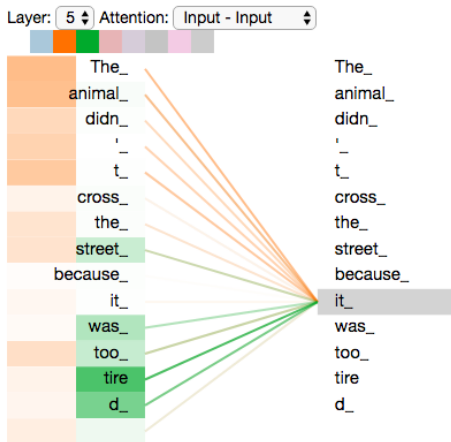 Layer: 5 Attention: Input - Input
The_ The_
animal_ animal_
didn_ didn_
'_ '_
t_ t_
cross_ cross_
the_ the_
street_ street_
because_ because_
it_ it_
was_ was_
too_ too_
tire tire
d_ d_